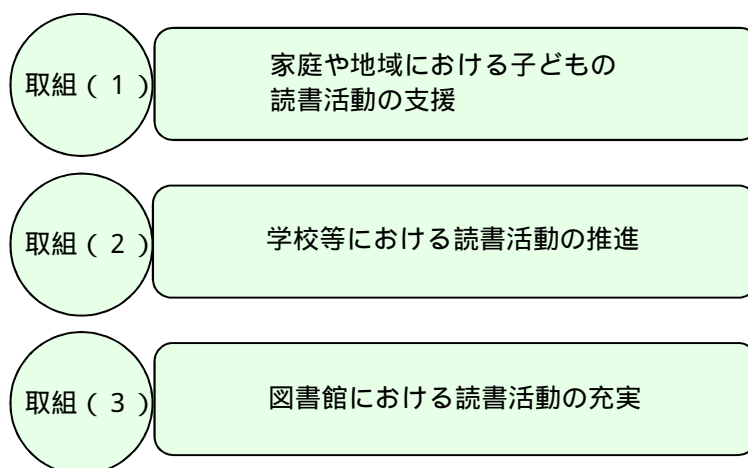 取組（１）
家庭や地域における子どもの
読書活動の支援
取組（２）
学校等における読書活動の推進
取組（３）
図書館における読書活動の充実